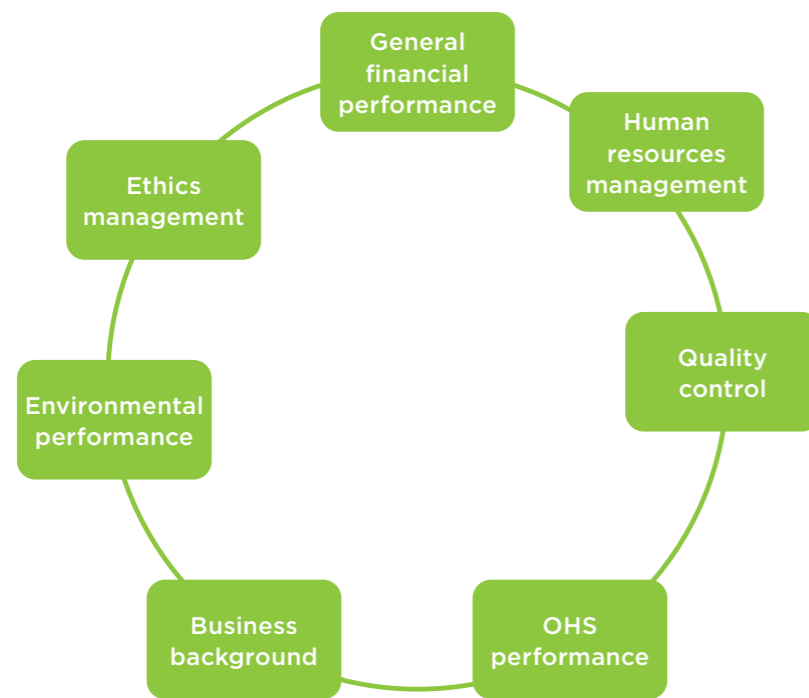 General
financial
performance
Human
resources
management
Quality
control
OHS
performance
Business
background
Environmental
performance
Ethics
management